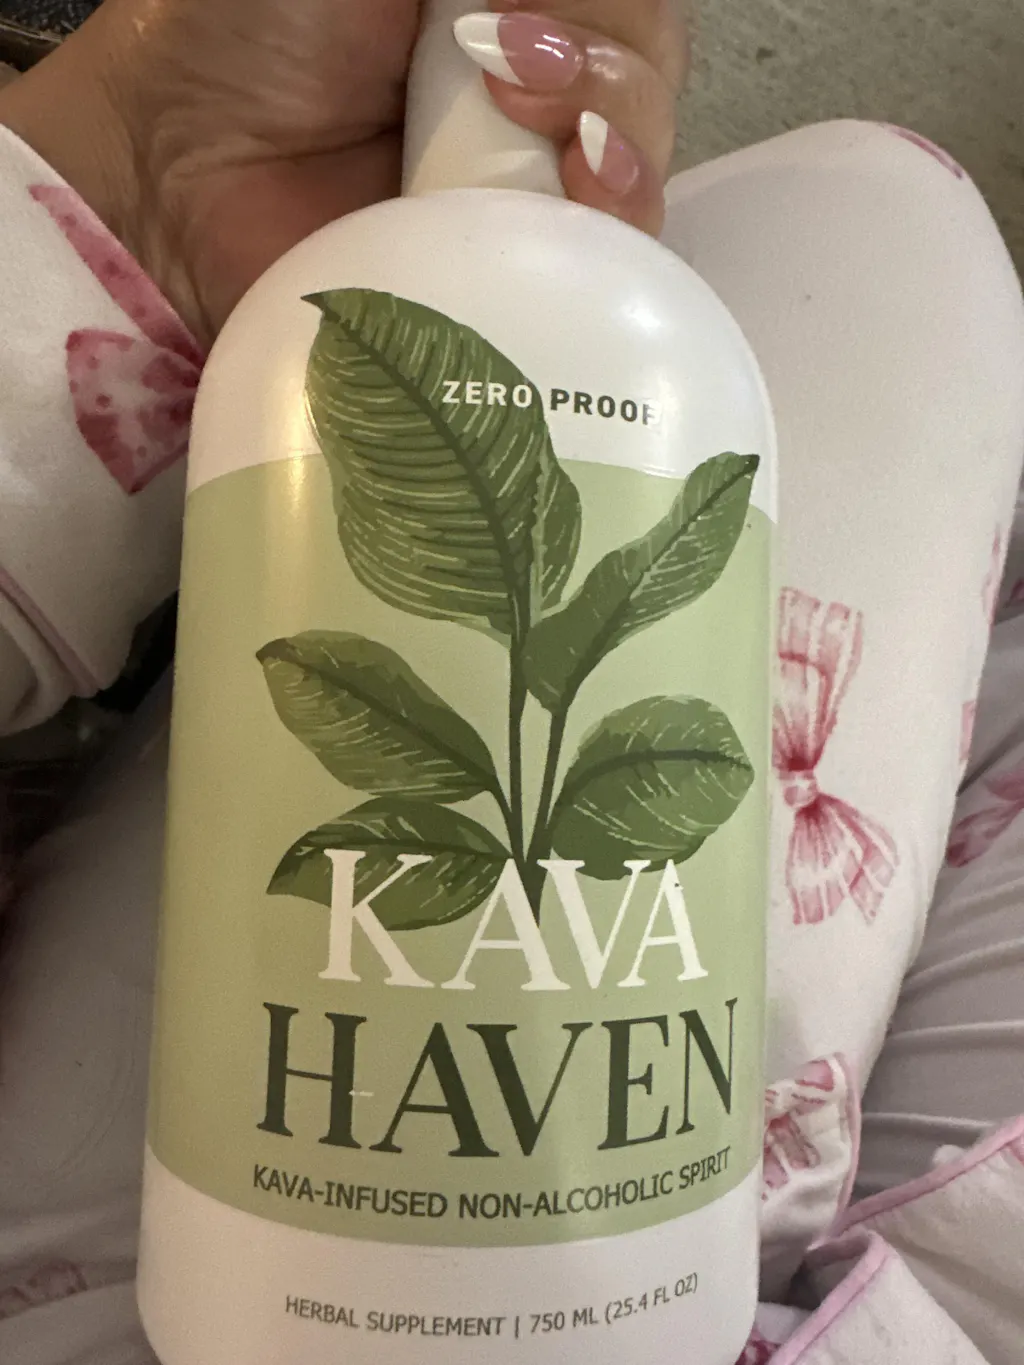 ZERO PROOF
KAVA
HAVEN
KAVA-INFUSED NON-ALCOHOLIC SPIRIT
HERBAL SUPPLEMENT | 750 ML (25.4 FL OZ)